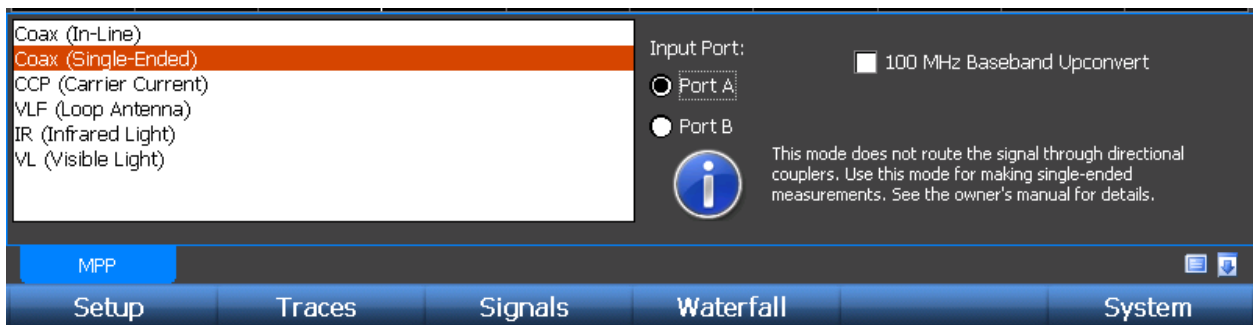 Coax (In-Line)
Coax (Single-Ended)
CCP (Carrier Current)
VLF (Loop Antenna)
IR (Infrared Light)
VL (Visible Light)
Input Port:
Port A
Port B
100 MHz Baseband Upconvert
This mode does not route the signal through directional
couplers. Use this mode for making single-ended
measurements. See the owner's manual for details.
MPP
Setup Traces Signals Waterfall System